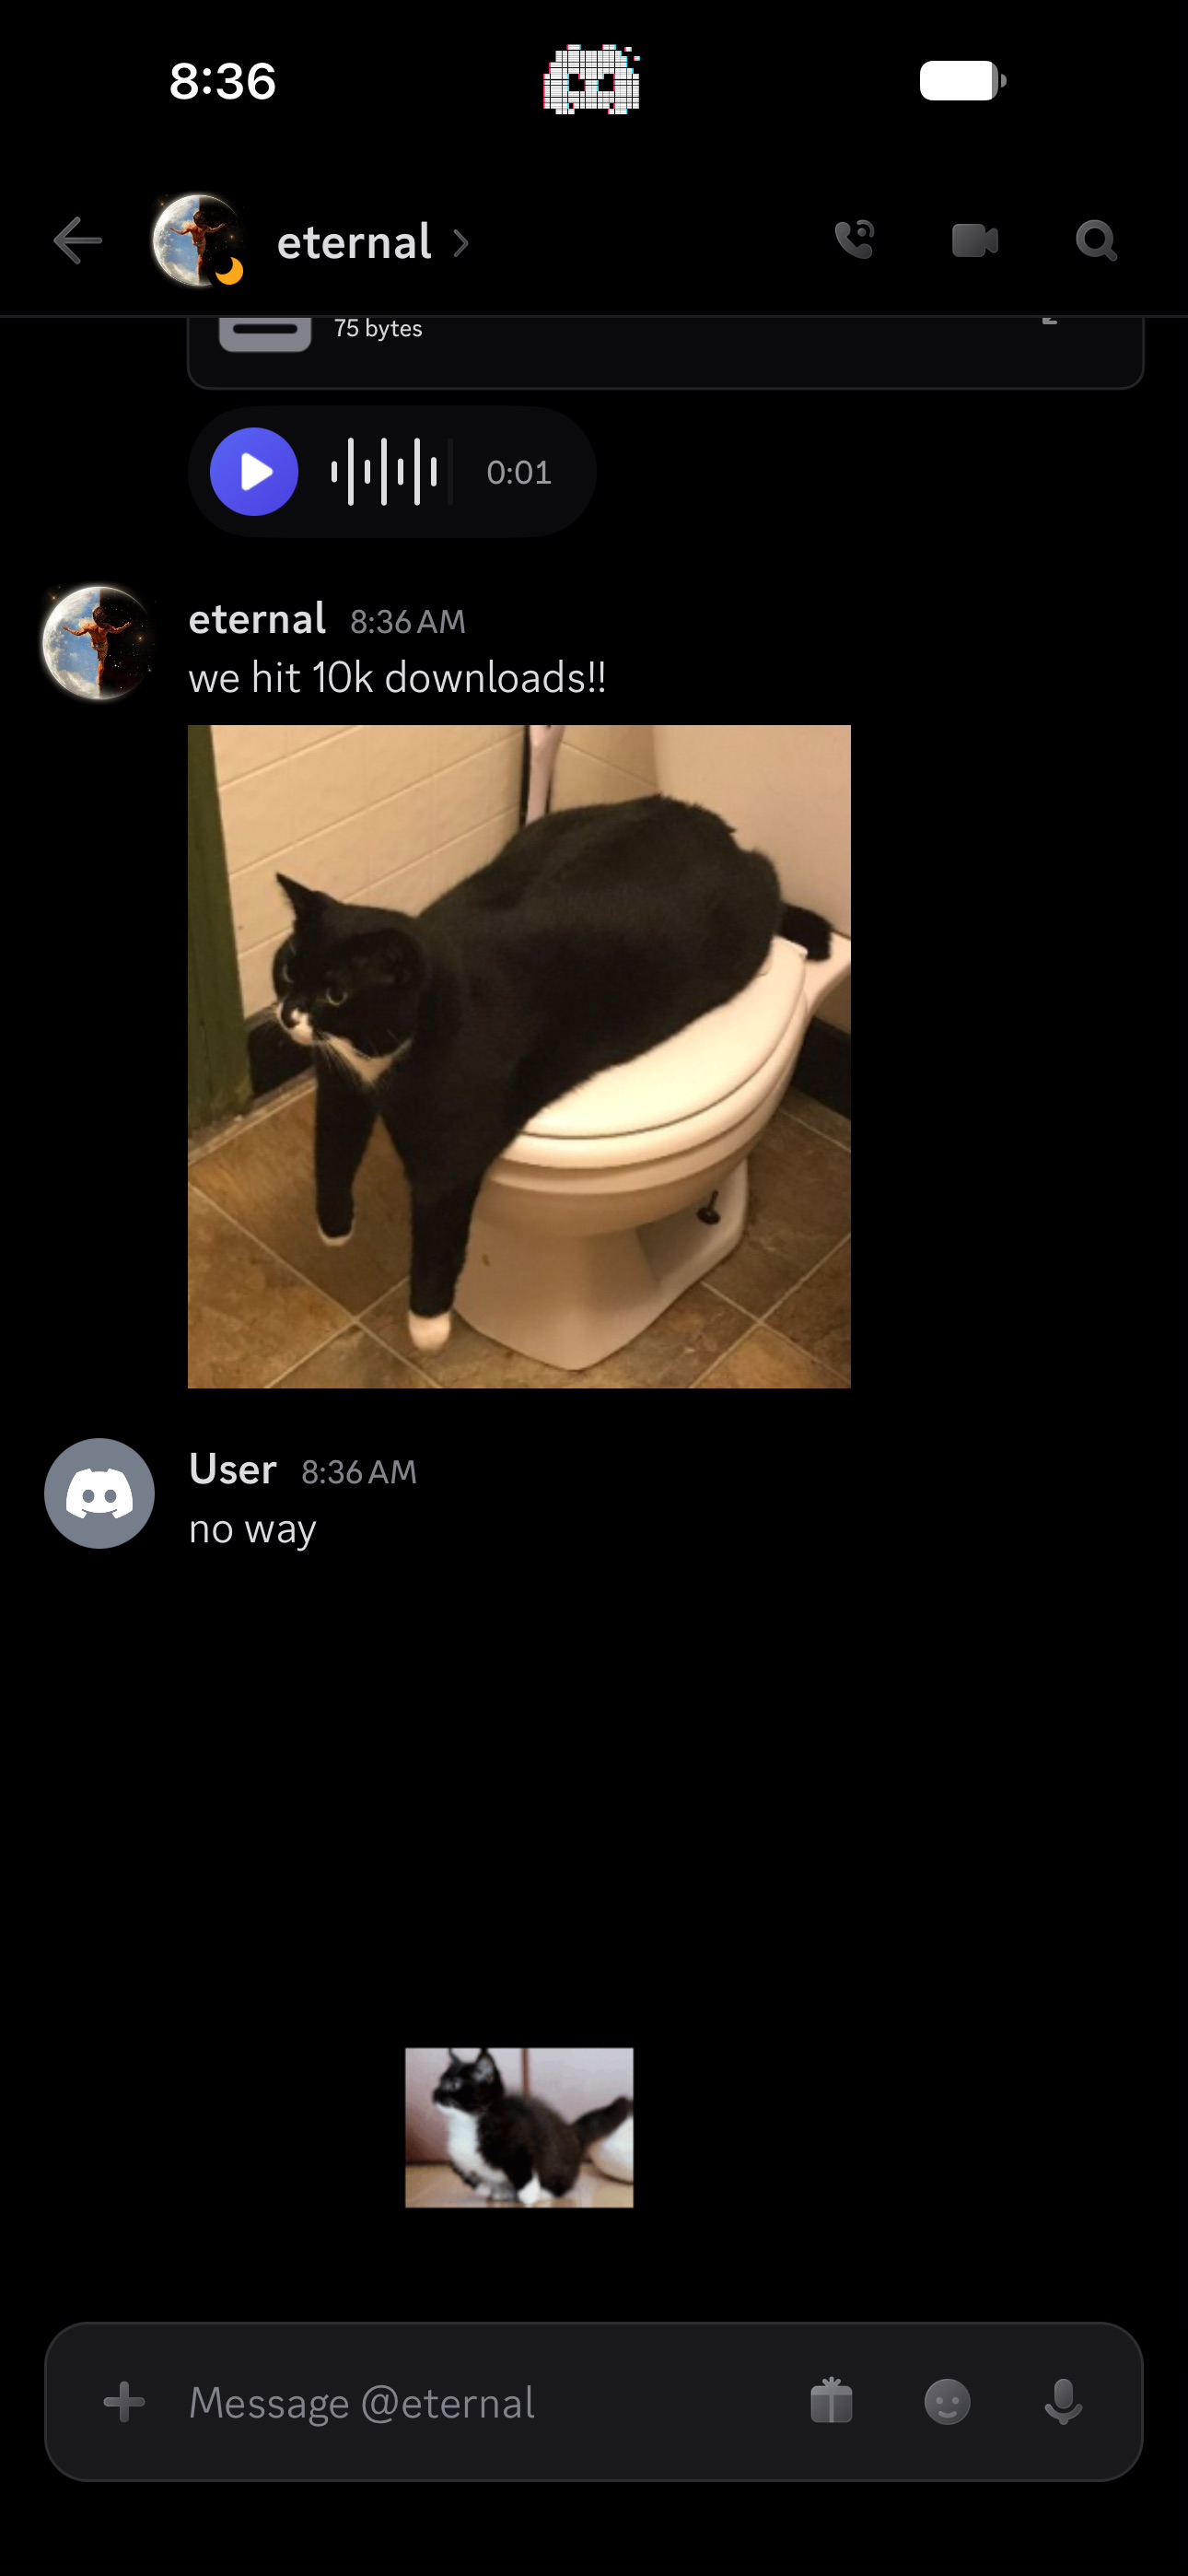 8:36
eternal
75 bytes
0:01
eternal 8:36 AM
we hit 10k downloads!!
User 8:36 AM
no way
Message @eternal